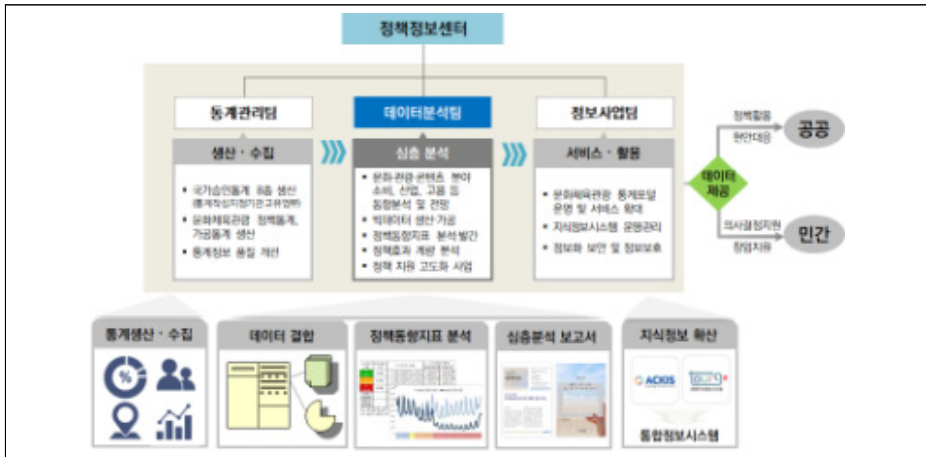 정책정보센터
통계관리팀
데이터분석팀
정보사업팀
생산 · 수집
심층 분석
서비스 · 활용
• 국가승인통계 8종 생산
(통계작성지정기관 고유업무)
• 문화체육관광 정책통계,
가공통계 생산
• 통계정보 품질 개선
• 문화·관광·콘텐츠 분야
소비, 산업, 고용 등
동향분석 및 전망
• 빅데이터 생산·가공
• 정책동향지표 분석·발간
• 정책효과 계량 분석
• 정책 지원 고도화 사업
• 문화체육관광 통계포털
운영 및 서비스 확대
• 지식정보시스템 운영관리
• 정보화 보안 및 정보보호
데이터
제공
정책활용
현안대응
공공
의사결정지원
창업지원
민간
통계생산 · 수집
데이터 결합
정책동향지표 분석
심층분석 보고서
지식정보 확산
%
ACKIS
통합정보시스템